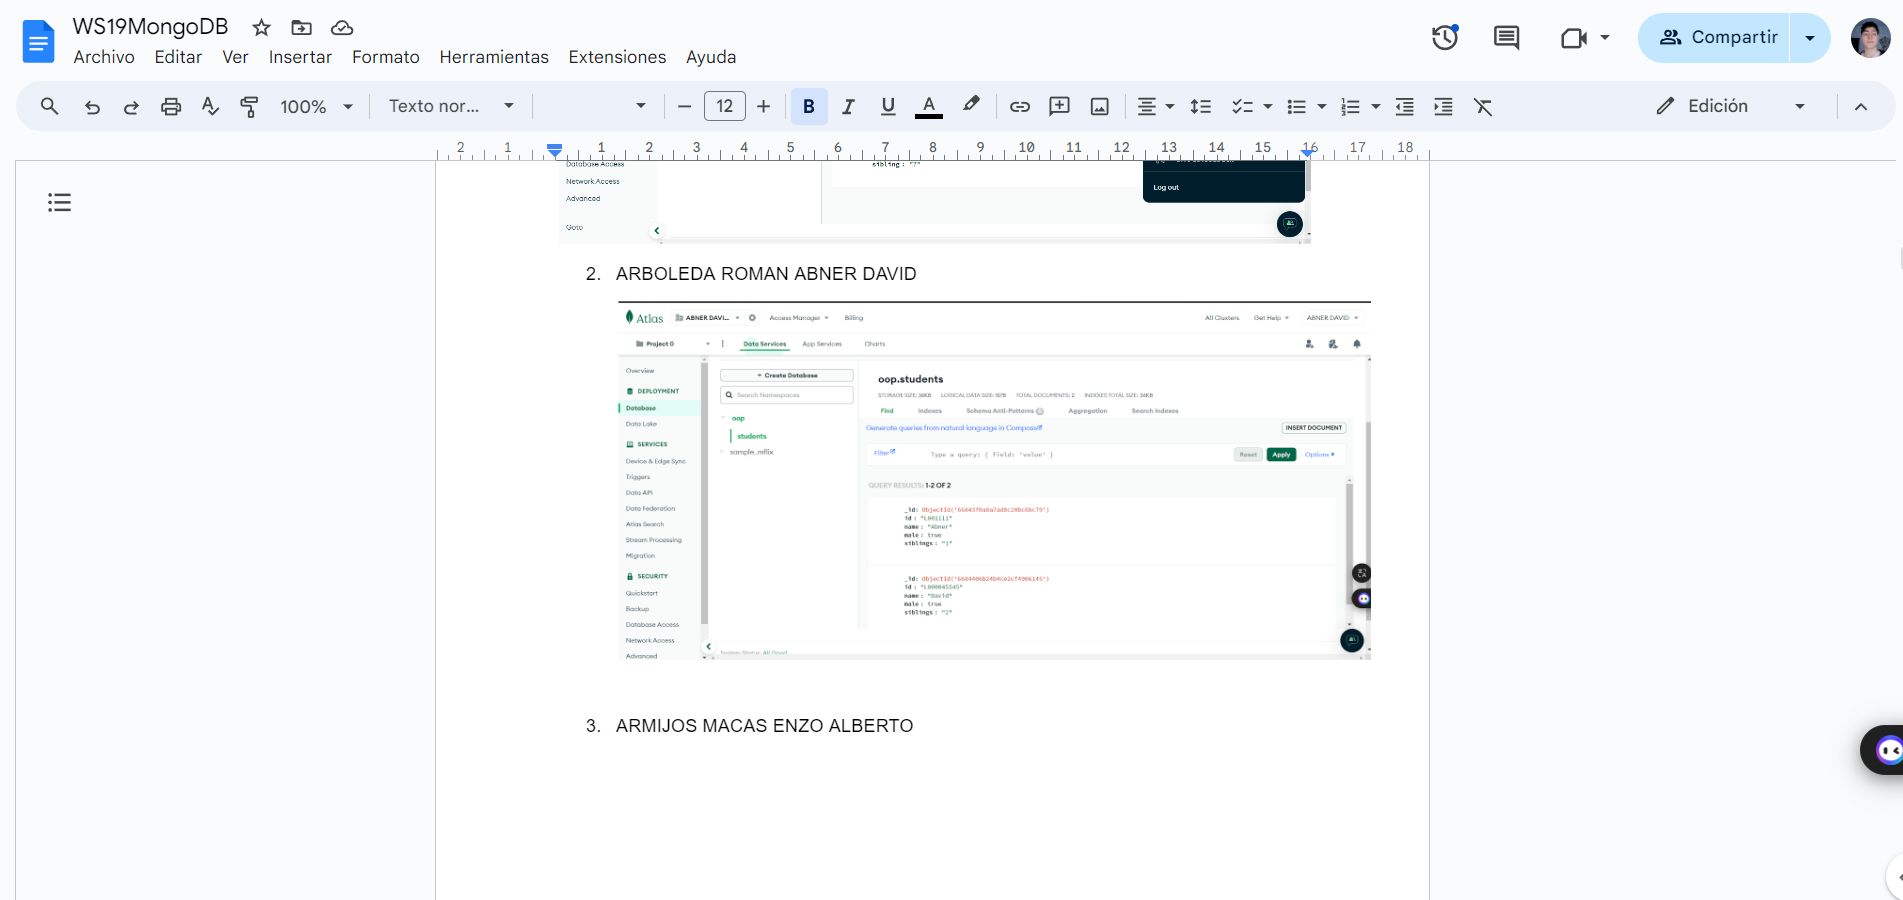 WS19MongoDB
Archivo Editar Ver Insertar Formato Herramientas Extensiones Ayuda
Compartir
100% Texto nor... 12 B I U A Edición
2 1 1 2 3 4 5 6 7 8 9 10 11 12 13 14 15 16 17 18
Database Access
sibling : "7"
Network Access
Log out
Advanced
Goto
2. ARBOLEDA ROMAN ABNER DAVID
Atlas ABNER DAVI... Access Manager Billing All Clusters Get Help ABNER DAVID
Project 0 Data Services App Services Charts
Overview
DEPLOYMENT
Database
Data Lake
SERVICES
Device & Edge Sync
Triggers
Data API
Data Federation
Atlas Search
Stream Processing
Migration
SECURITY
Quickstart
Backup
Database Access
Network Access
Advanced
+ Create Database
Search Namespaces
oop
students
sample_mflix
System Status: All Good
oop.students
STORAGE SIZE: 36KB LOGICAL DATA SIZE: 157B TOTAL DOCUMENTS: 2 INDEXES TOTAL SIZE: 36KB
Find Indexes Schema Anti-Patterns Aggregation Search Indexes
Generate queries from natural language in Compass
INSERT DOCUMENT
Filter Type a query: { field: 'value' } Reset Apply Options
QUERY RESULTS: 1-2 OF 2
id : "L001111"
name : "Abner"
male : true
siblings : "1"
name : "David"
male : true
siblings : "2"
3. ARMIJOS MACAS ENZO ALBERTO